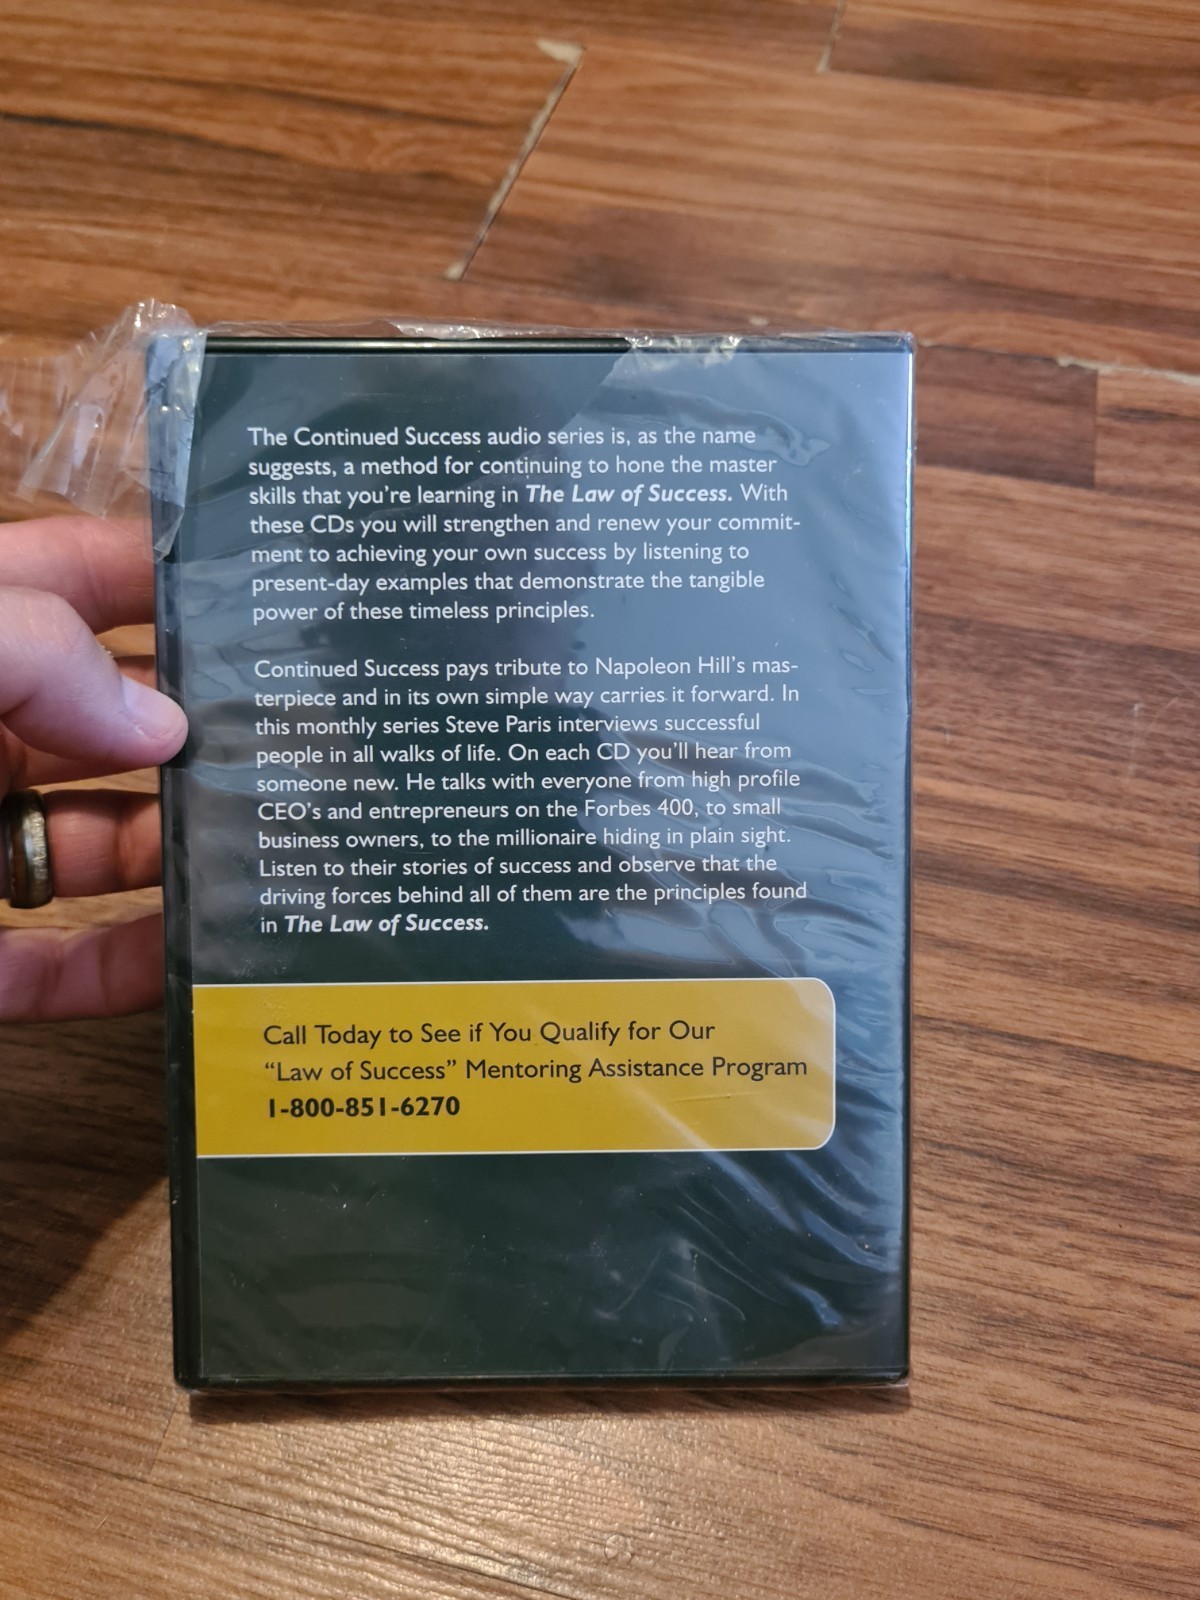 The Continued Success audio series is, as the name
suggests, a method for continuing to hone the master
skills that you're learning in The Law of Success. With
these CDs you will strengthen and renew your commit-
ment to achieving your own success by listening to
present-day examples that demonstrate the tangible
power of these timeless principles.
Continued Success pays tribute to Napoleon Hill's mas-
terpiece and in its own simple way carries it forward. In
this monthly series Steve Paris interviews successful
people in all walks of life. On each CD you'll hear from
someone new. He talks with everyone from high profile
CEO's and entrepreneurs on the Forbes 400, to small
business owners, to the millionaire hiding in plain sight.
Listen to their stories of success and observe that the
driving forces behind all of them are the principles found
in The Law of Success.
Call Today to See if You Qualify for Our
“Law of Success” Mentoring Assistance Program
1-800-851-6270